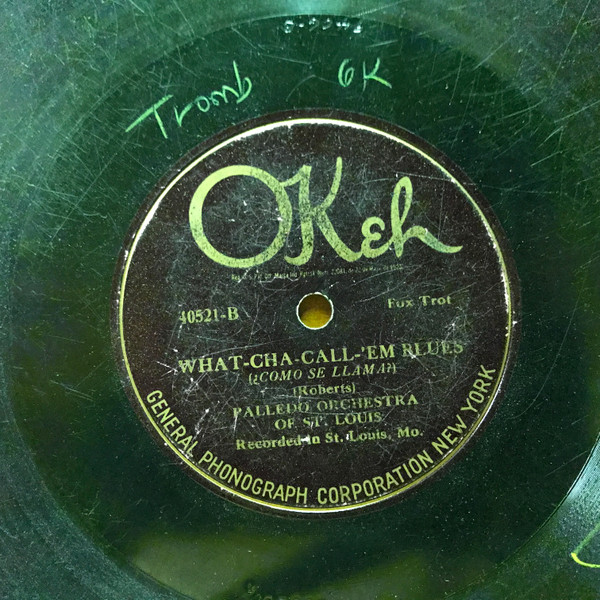 Tromb OK
OKeh
40521-B
Fox Trot
WHAT-CHA-CALL-'EM BLUES
(¿COMO SE LLAMA?)
(Roberts)
PALLEDO ORCHESTRA
OF ST. LOUIS
Recorded in St. Louis, Mo.
GENERAL PHONOGRAPH CORPORATION NEW YORK